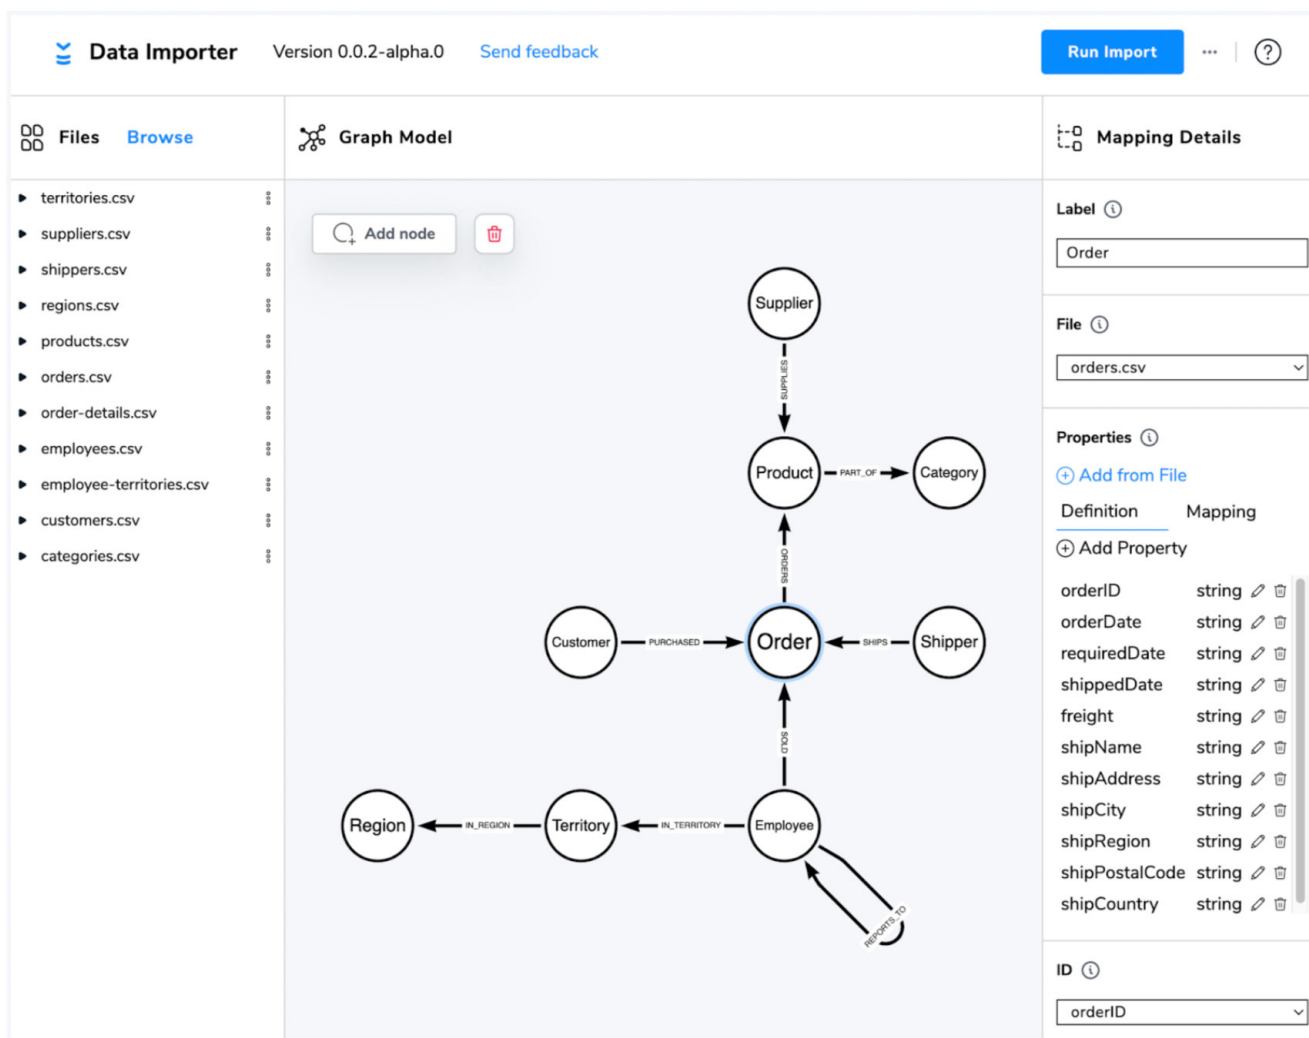 Data Importer Version 0.0.2-alpha.0 Send feedback Run Import
Files Browse
territories.csv
suppliers.csv
shippers.csv
regions.csv
products.csv
orders.csv
order-details.csv
employees.csv
employee-territories.csv
customers.csv
categories.csv
Graph Model
Add node
Supplier
SUPPLIES
Product PART_OF Category
ORDERS
Customer PURCHASED Order SHIPS Shipper
SOLD
Region IN_REGION Territory IN_TERRITORY Employee
REPORTS_TO
Mapping Details
Label
Order
File
orders.csv
Properties
Add from File
Definition Mapping
Add Property
orderID string
orderDate string
requiredDate string
shippedDate string
freight string
shipName string
shipAddress string
shipCity string
shipRegion string
shipPostalCode string
shipCountry string
ID
orderID